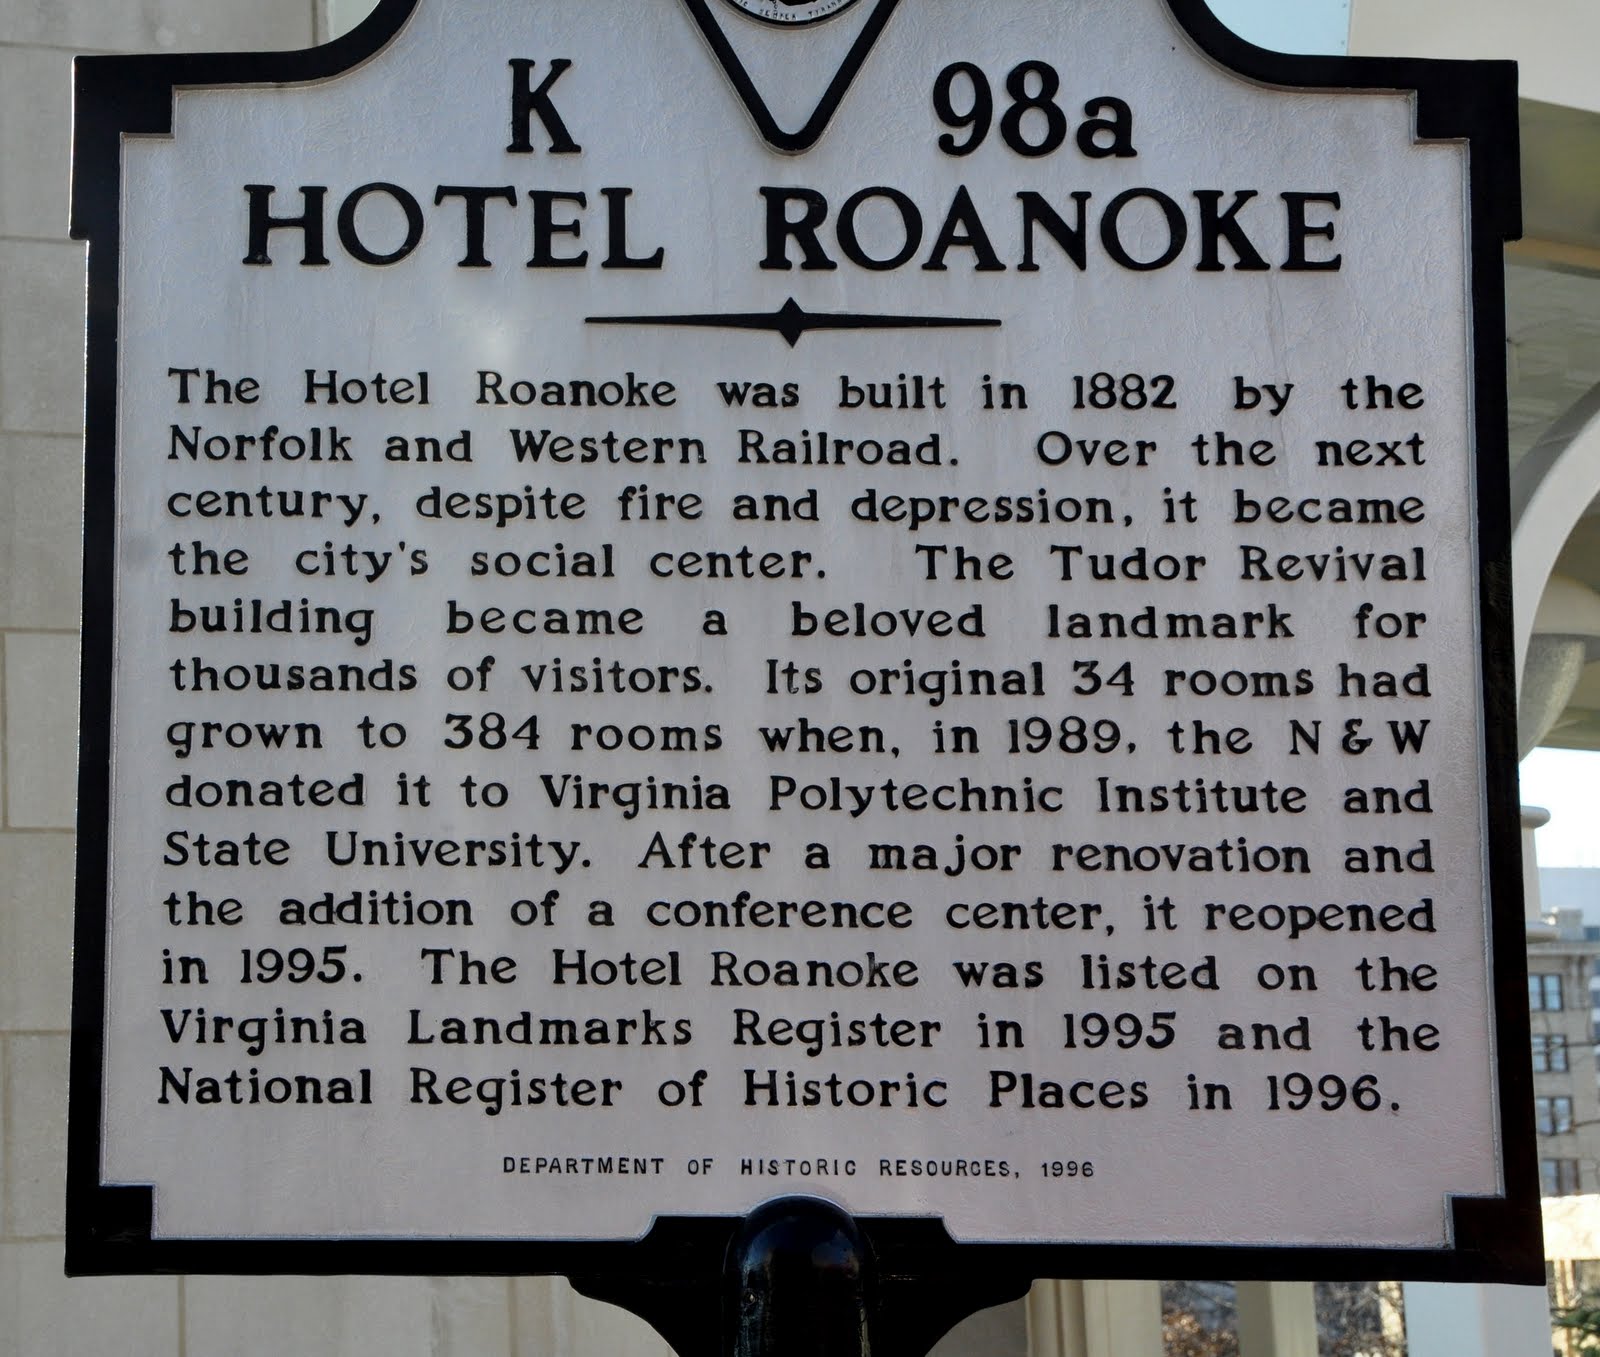 SEMPER TYRANNIS
K 98a
HOTEL ROANOKE
The Hotel Roanoke was built in 1882 by the
Norfolk and Western Railroad. Over the next
century, despite fire and depression, it became
the city's social center. The Tudor Revival
building became a beloved landmark for
thousands of visitors. Its original 34 rooms had
grown to 384 rooms when, in 1989, the N & W
donated it to Virginia Polytechnic Institute and
State University. After a major renovation and
the addition of a conference center, it reopened
in 1995. The Hotel Roanoke was listed on the
Virginia Landmarks Register in 1995 and the
National Register of Historic Places in 1996.
DEPARTMENT OF HISTORIC RESOURCES, 1996